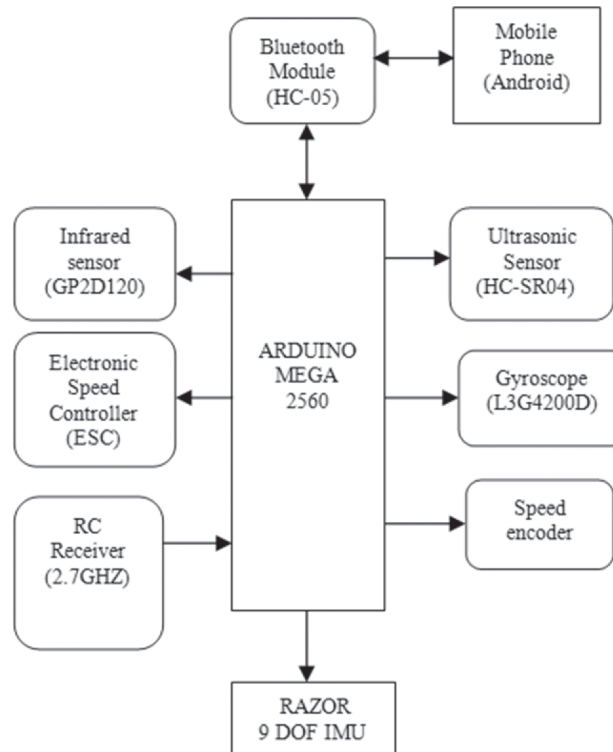 Bluetooth
Module
(HC-05)
Mobile
Phone
(Android)
Infrared
sensor
(GP2D120)
Ultrasonic
Sensor
(HC-SR04)
ARDUINO
MEGA
2560
Electronic
Speed
Controller
(ESC)
Gyroscope
(L3G4200D)
RC
Receiver
(2.7GHZ)
Speed
encoder
RAZOR
9 DOF IMU